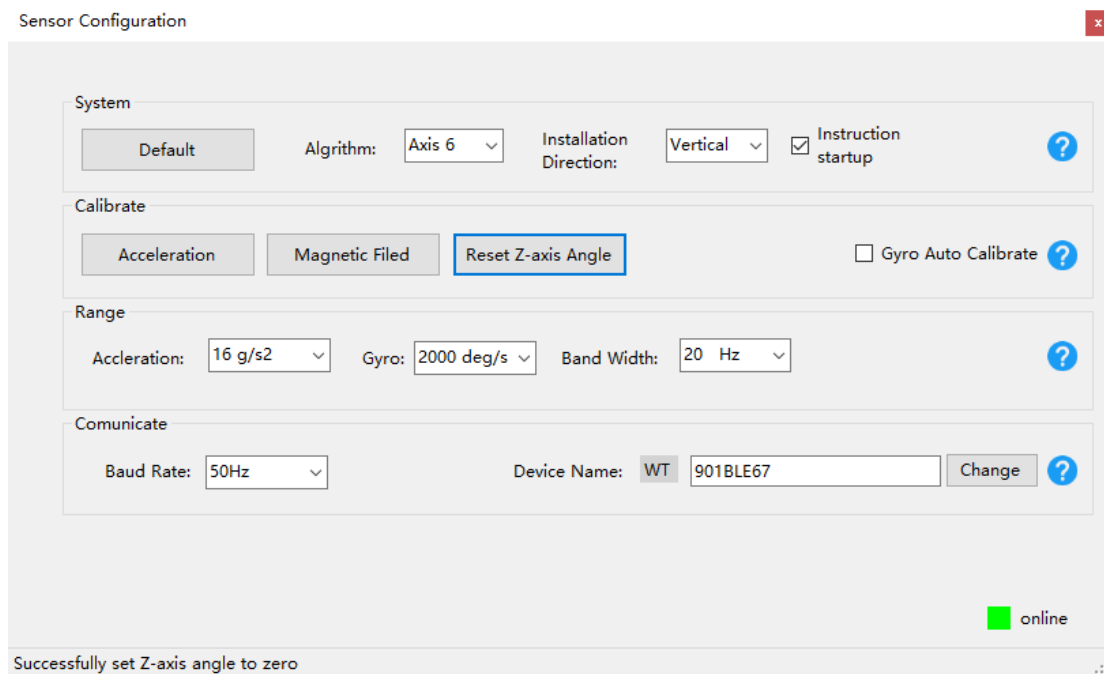 Sensor Configuration
x
System
Default
Algrithm:
Axis 6
Installation
Direction:
Vertical
Instruction
startup
?
Calibrate
Acceleration
Magnetic Filed
Reset Z-axis Angle
Gyro Auto Calibrate
?
Range
Accleration:
16 g/s2
Gyro:
2000 deg/s
Band Width:
20 Hz
?
Comunicate
Baud Rate:
50Hz
Device Name:
WT
901BLE67
Change
?
online
Successfully set Z-axis angle to zero